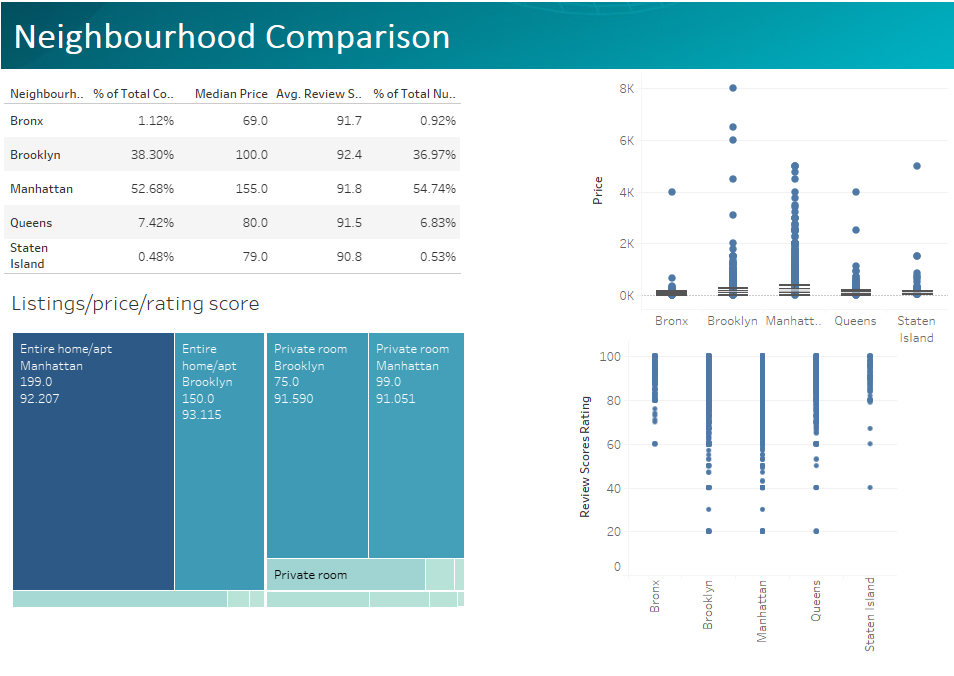 Neighbourhood Comparison
Neighbourh.. % of Total Co.. Median Price Avg. Review S.. % of Total Nu..
Bronx 1.12% 69.0 91.7 0.92%
Brooklyn 38.30% 100.0 92.4 36.97%
Manhattan 52.68% 155.0 91.8 54.74%
Queens 7.42% 80.0 91.5 6.83%
Staten
Island 0.48% 79.0 90.8 0.53%
Listings/price/rating score
Entire home/apt
Manhattan
199.0
92.207
Entire
home/apt
Brooklyn
150.0
93.115
Private room
Brooklyn
75.0
91.590
Private room
Manhattan
99.0
91.051
Private room
Price
8K
6K
4K
2K
0K
Bronx Brooklyn Manhatt.. Queens Staten
Island
Review Scores Rating
100
80
60
40
20
0
Bronx
Brooklyn
Manhattan
Queens
Staten Island